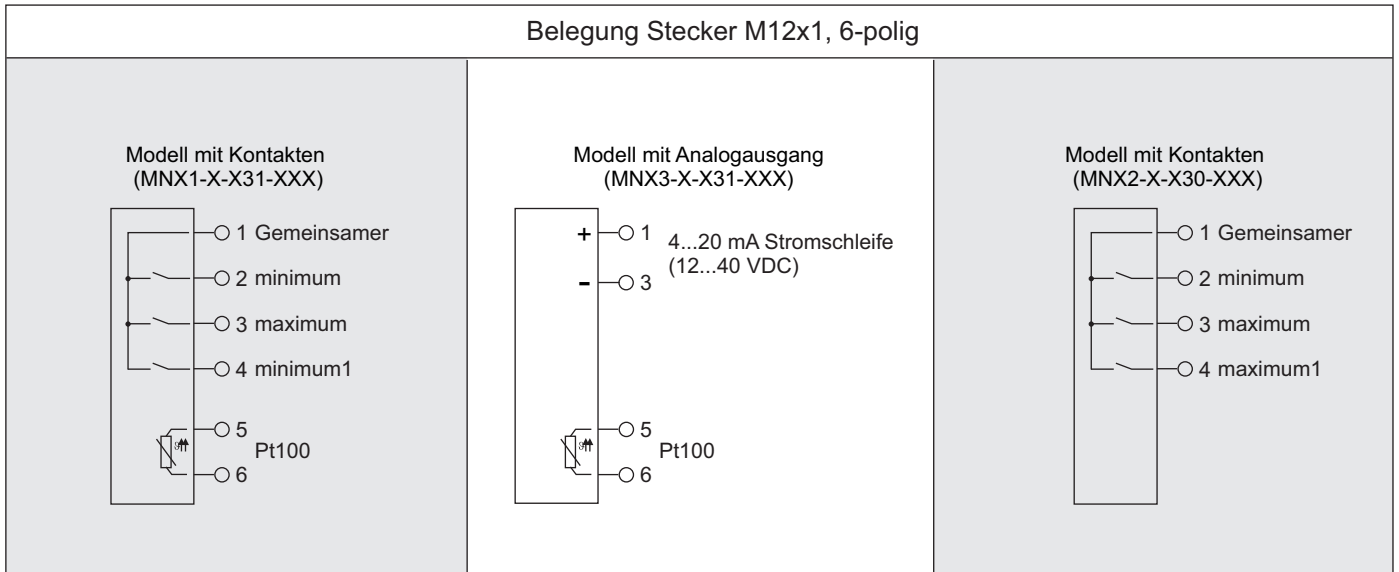 Belegung Stecker M12x1, 6-polig
Modell mit Kontakten
(MNX1-X-X31-XXX)
1 Gemeinsamer
2 minimum
3 maximum
4 minimum1
5
Pt100
6
Modell mit Analogausgang
(MNX3-X-X31-XXX)
+
1
4...20 mA Stromschleife
(12...40 VDC)
-
3
5
Pt100
6
Modell mit Kontakten
(MNX2-X-X30-XXX)
1 Gemeinsamer
2 minimum
3 maximum
4 maximum1